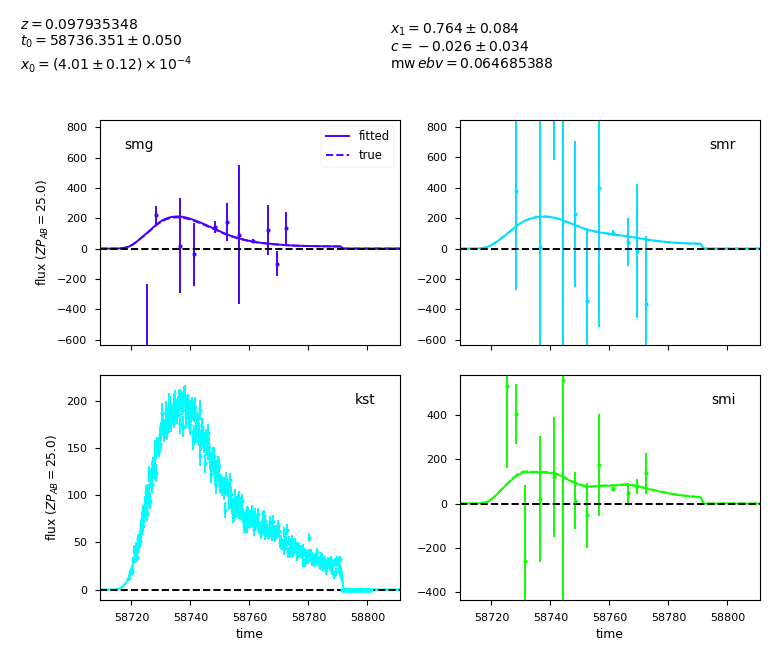 z = 0.097935348
t₀ = 58736.351 ± 0.050
x₀ = (4.01 ± 0.12) × 10⁻⁴
x₁ = 0.764 ± 0.084
c = −0.026 ± 0.034
mw ebv = 0.064685388
smg
fitted
true
800
600
400
200
0
−200
−400
−600
flux (ZP_AB = 25.0)
smr
800
600
400
200
0
−200
−400
−600
kst
200
150
100
50
0
flux (ZP_AB = 25.0)
58720 58740 58760 58780 58800
time
smi
400
200
0
−200
−400
58720 58740 58760 58780 58800
time